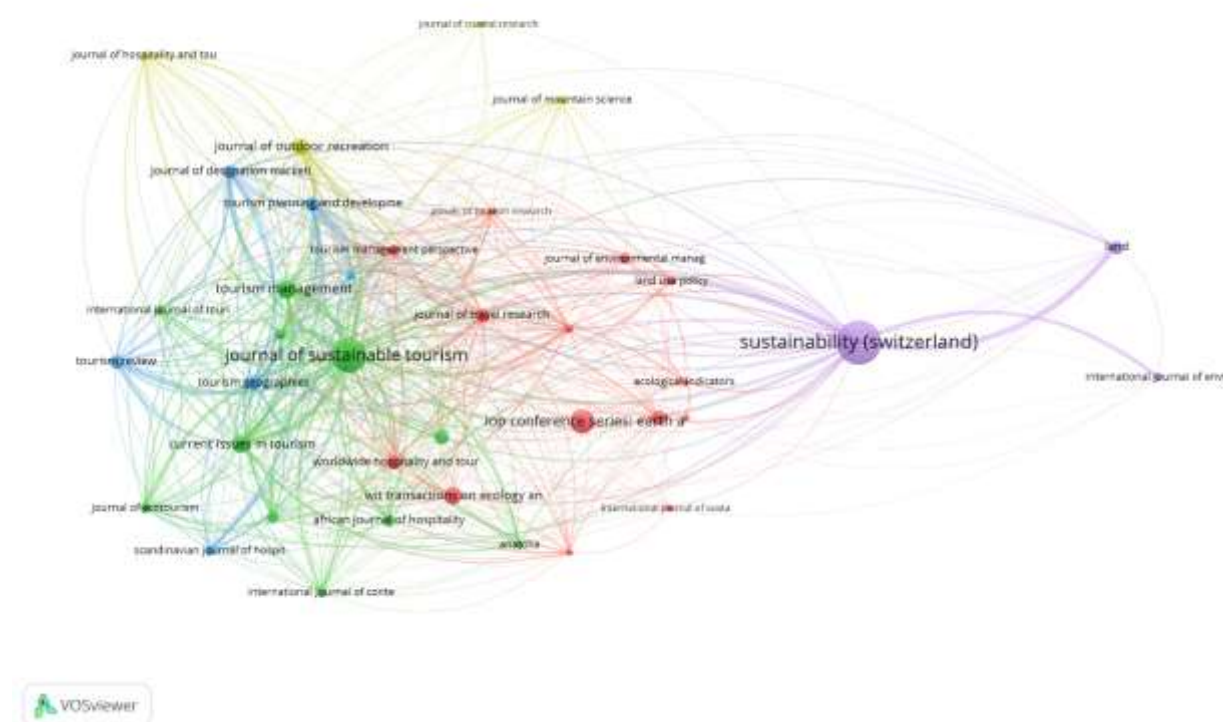 journal of coastal research
journal of hospitality and tou
journal of mountain science
journal of outdoor recreation
journal of destination marketi
tourism planning and developme
tourism research
tourism management perspective
journal of environmental manag
land
land use policy
tourism management
international journal of touri
journal of travel research
sustainability (switzerland)
journal of sustainable tourism
tourism review
tourism geographies
ecological indicators
international journal of envi
iop conference series: earth a
current issues in tourism
worldwide hospitality and tour
wit transactions on ecology an
journal of ecotourism
african journal of hospitality
international journal of susta
anatolia
scandinavian journal of hospit
international journal of conte
VOSviewer